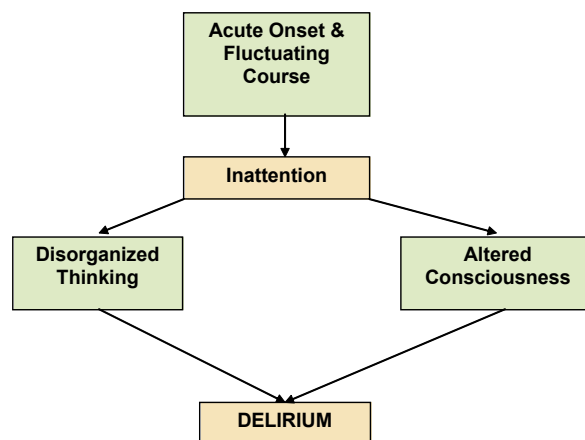 Acute Onset &
Fluctuating
Course
Inattention
Disorganized
Thinking
Altered
Consciousness
DELIRIUM